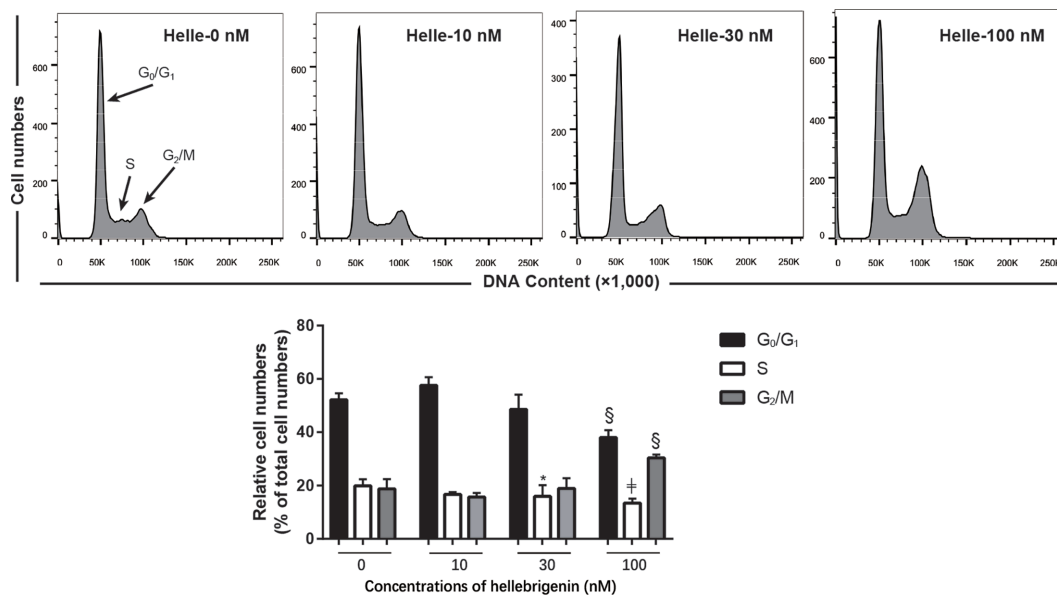 Cell numbers
Helle-0 nM
600
400
200
0
G₀/G₁
S
G₂/M
0 50K 100K 150K 200K 250K
Helle-10 nM
600
400
200
0
0 50K 100K 150K 200K 250K
Helle-30 nM
400
300
200
100
0
0 50K 100K 150K 200K 250K
Helle-100 nM
600
400
200
0
0 50K 100K 150K 200K 250K
DNA Content (×1,000)
Relative cell numbers
(% of total cell numbers)
80
60
40
20
0
*
§
ǂ
§
0 10 30 100
Concentrations of hellebrigenin (nM)
G₀/G₁
S
G₂/M